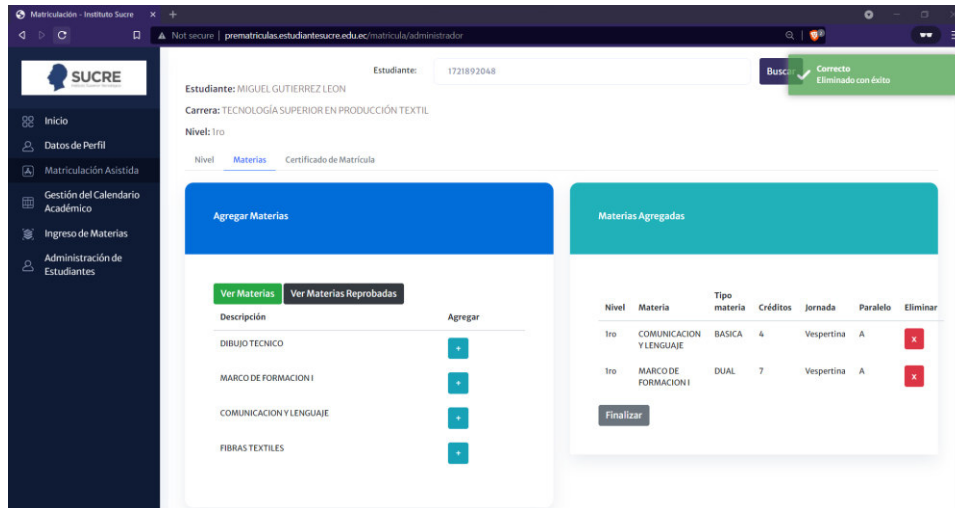 Matriculación - Instituto Sucre
Not secure | prematriculas.estudiantesucre.edu.ec/matricula/administrador
SUCRE
Inicio
Datos de Perfil
Matriculación Asistida
Gestión del Calendario
Académico
Ingreso de Materias
Administración de
Estudiantes
Estudiante: 1721892048
Buscar
Correcto
Eliminado con éxito
Estudiante: MIGUEL GUTIERREZ LEON
Carrera: TECNOLOGÍA SUPERIOR EN PRODUCCIÓN TEXTIL
Nivel: 1ro
Nivel Materias Certificado de Matrícula
Agregar Materias
Ver Materias Ver Materias Reprobadas
Descripción Agregar
DIBUJO TECNICO +
MARCO DE FORMACION I +
COMUNICACION Y LENGUAJE +
FIBRAS TEXTILES +
Materias Agregadas
Nivel Materia Tipo materia Créditos Jornada Paralelo Eliminar
1ro COMUNICACION Y LENGUAJE BASICA 4 Vespertina A x
1ro MARCO DE FORMACION I DUAL 7 Vespertina A x
Finalizar